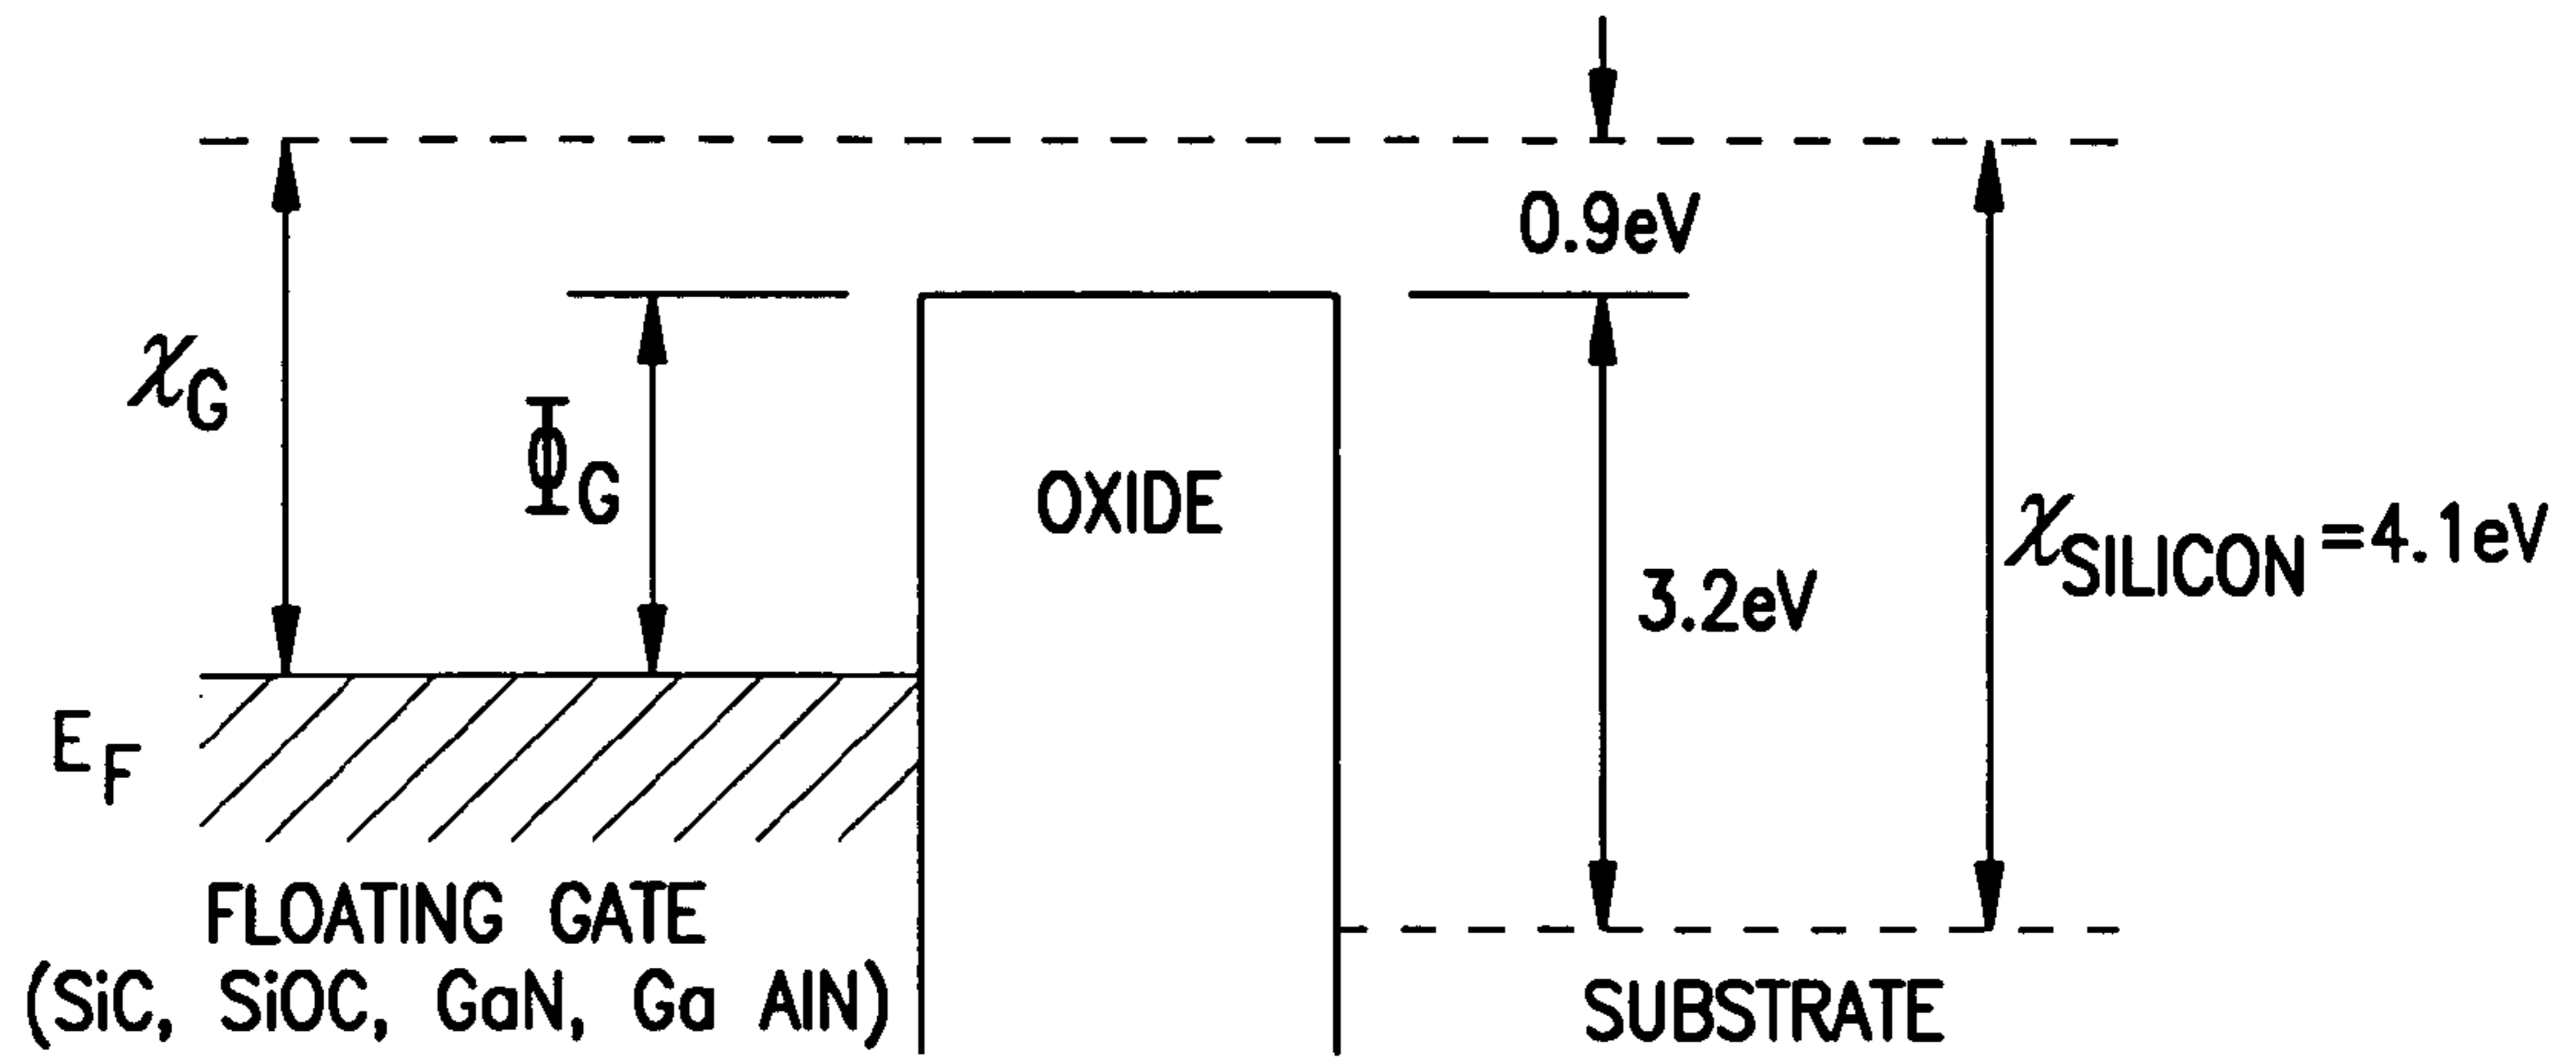 0.9eV
χG
ΦG
OXIDE
χSILICON=4.1eV
3.2eV
EF
FLOATING GATE
(SiC, SiOC, GaN, Ga AlN)
SUBSTRATE